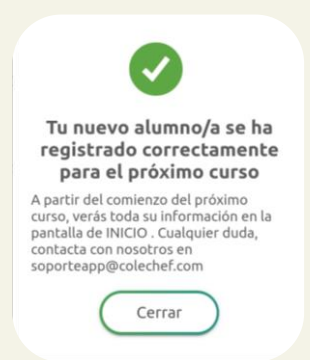 Tu nuevo alumno/a se ha
registrado correctamente
para el próximo curso
A partir del comienzo del próximo
curso, verás toda su información en la
pantalla de INICIO . Cualquier duda,
contacta con nosotros en
soporteapp@colechef.com
Cerrar